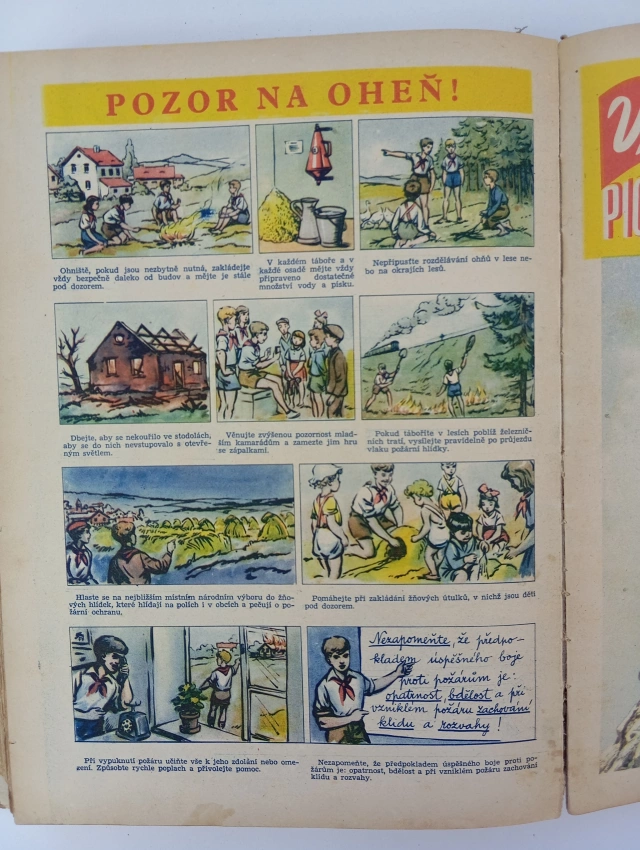 POZOR NA OHEŇ!
Ohniště, pokud jsou nezbytně nutná, zakládejte
vždy bezpečně daleko od budov a mějte je stále
pod dozorem.
V každém táboře a v
každé osadě mějte vždy
připraveno dostatečné
množství vody a písku.
Nepřipusťte rozdělávání ohňů v lese ne-
bo na okrajích lesů.
Dbejte, aby se nekouřilo ve stodolách,
aby se do nich nevstupovalo s otevře-
ným světlem.
Věnujte zvýšenou pozornost mlad-
ším kamarádům a zamezte jim hru
se zápalkami.
Pokud táboříte v lesích poblíž železnič-
ních tratí, vysílejte pravidelně po průjezdu
vlaku požární hlídky.
Hlaste se na nejbližším místním národním výboru do žňo-
vých hlídek, které hlídají na polích i v obcích a pečují o po-
žární ochranu.
Pomáhejte při zakládání žňových útulků, v nichž jsou děti
pod dozorem.
Nezapomeňte, že předpo-
kladem úspěšného boje
proti požárům je:
opatrnost, bdělost a při
vzniklém požáru zachování
klidu a rozvahy!
Při vypuknutí požáru učiňte vše k jeho zdolání nebo ome-
zení. Způsobte rychle poplach a přivolejte pomoc.
Nezapomeňte, že předpokladem úspěšného boje proti po-
žárům je: opatrnost, bdělost a při vzniklém požáru zachování
klidu a rozvahy.